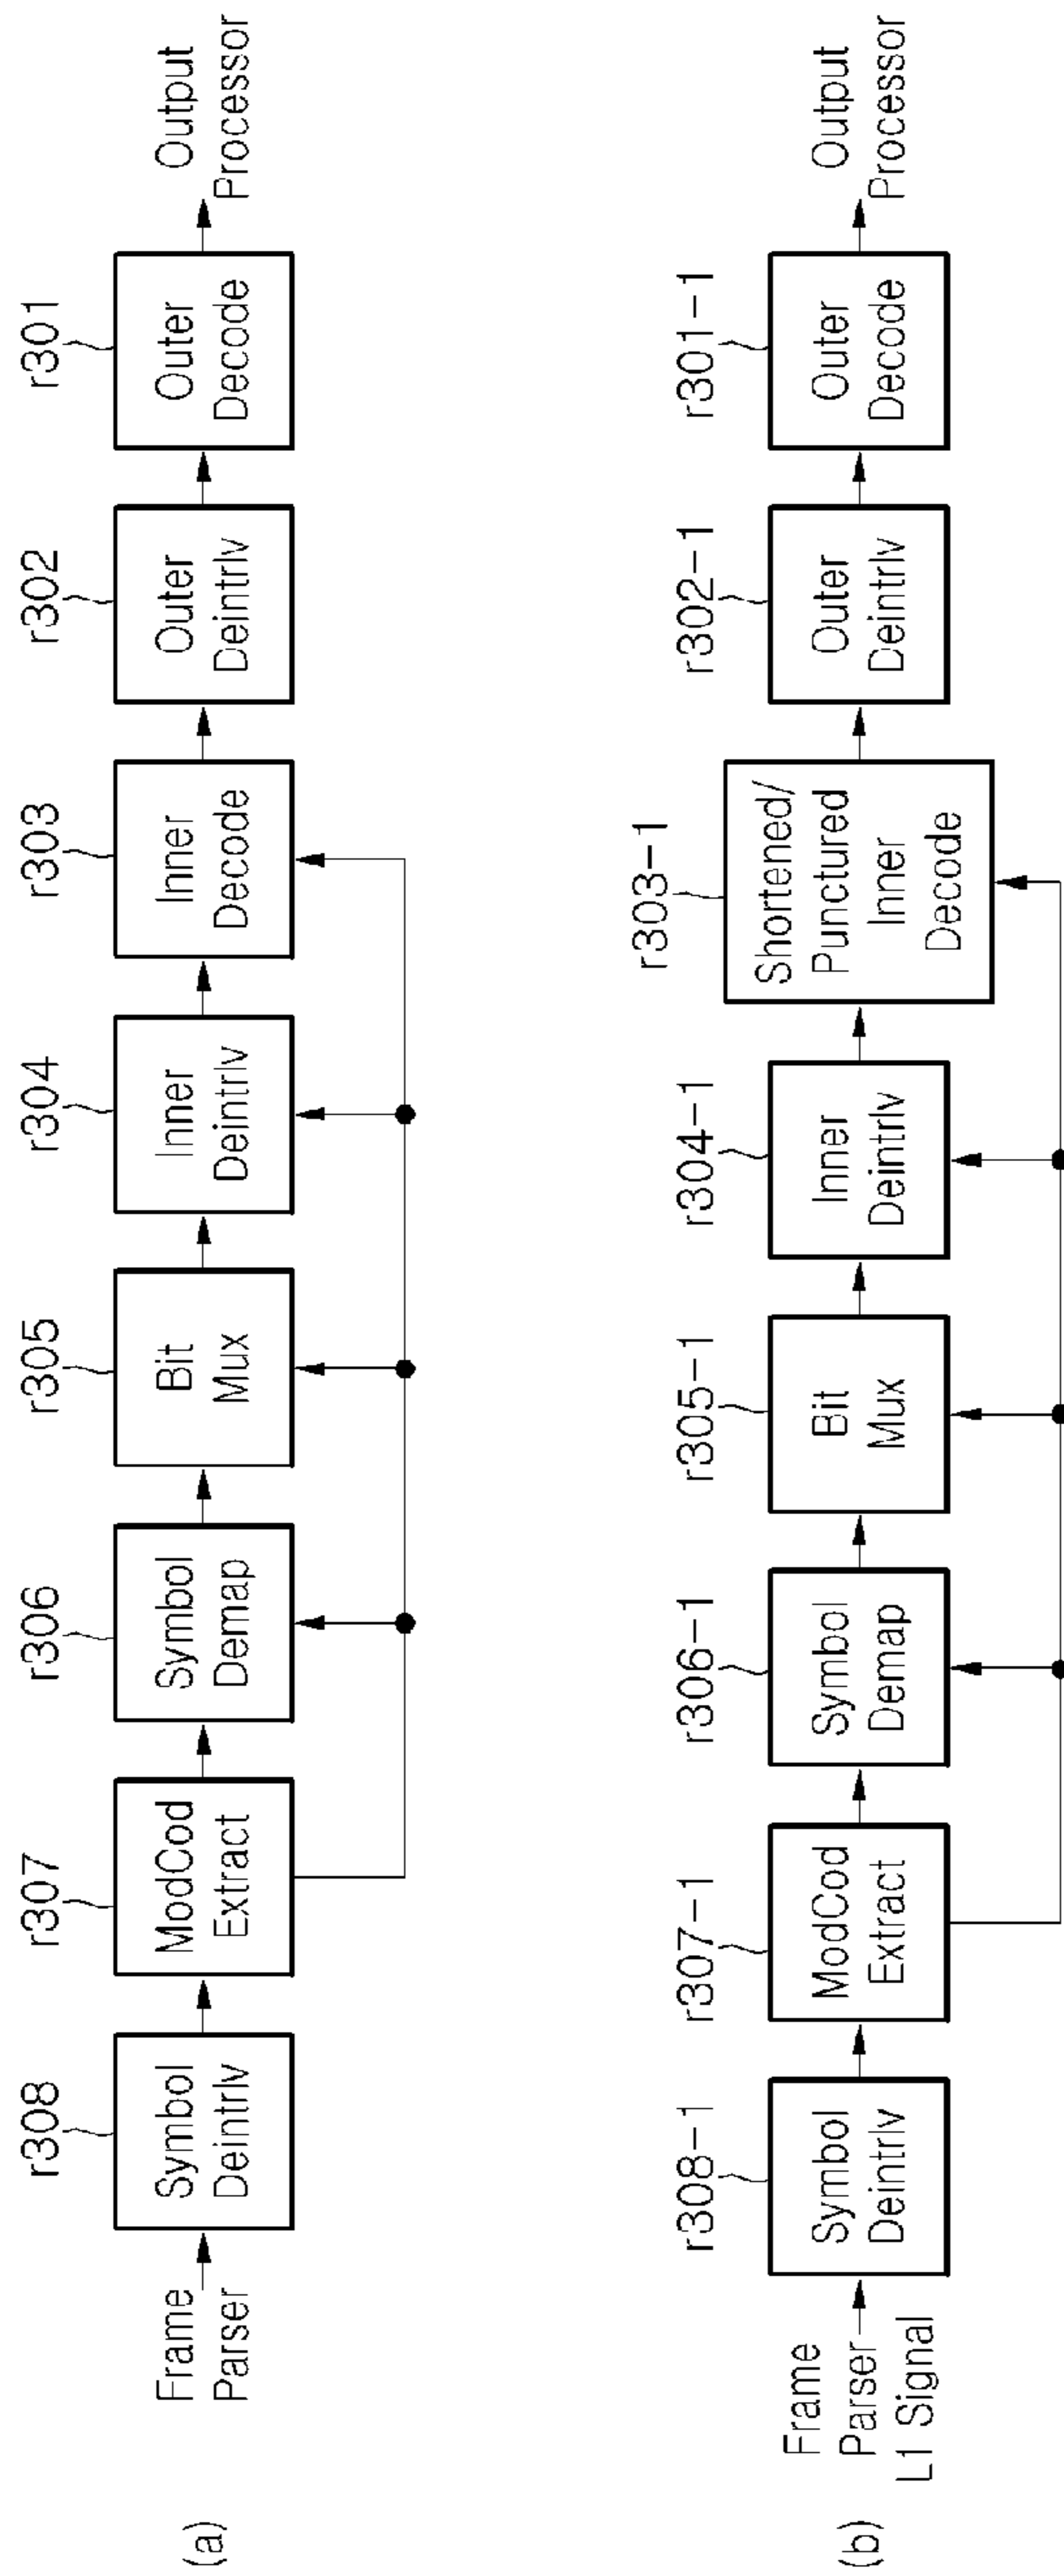 (a)
Frame
Parser
r308
Symbol
Deintrlv
r307
ModCod
Extract
r306
Symbol
Demap
r305
Bit
Mux
r304
Inner
Deintrlv
r303
Inner
Decode
r302
Outer
Deintrlv
r301
Outer
Decode
Output
Processor
(b)
Frame
Parser
L1 Signal
r308-1
Symbol
Deintrlv
r307-1
ModCod
Extract
r306-1
Symbol
Demap
r305-1
Bit
Mux
r304-1
Inner
Deintrlv
r303-1
Shortened/
Punctured
Inner
Decode
r302-1
Outer
Deintrlv
r301-1
Outer
Decode
Output
Processor